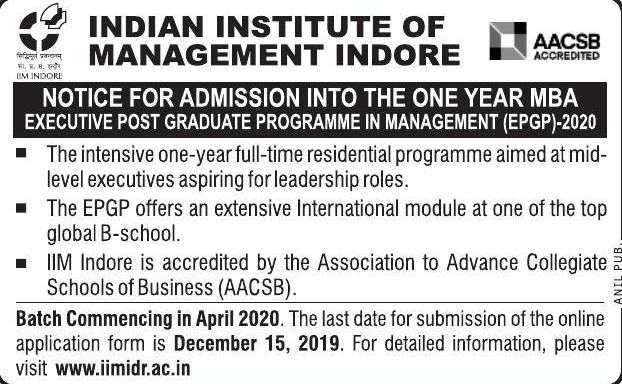 INDIAN INSTITUTE OF
MANAGEMENT INDORE
सिद्धिमूलं प्रबन्धनम्
भा. प्र. सं. इन्दौर
IIM INDORE
AACSB
ACCREDITED
NOTICE FOR ADMISSION INTO THE ONE YEAR MBA
EXECUTIVE POST GRADUATE PROGRAMME IN MANAGEMENT (EPGP)-2020
■ The intensive one-year full-time residential programme aimed at mid-
level executives aspiring for leadership roles.
■ The EPGP offers an extensive International module at one of the top
global B-school.
■ IIM Indore is accredited by the Association to Advance Collegiate
Schools of Business (AACSB).
Batch Commencing in April 2020. The last date for submission of the online
application form is December 15, 2019. For detailed information, please
visit www.iimidr.ac.in
ANIL PUB.